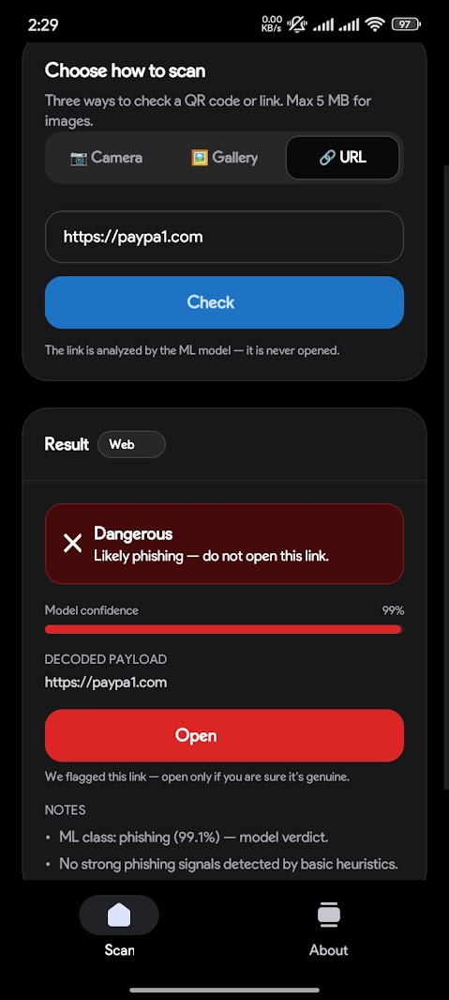 2:29
0.00
KB/s
97
Choose how to scan
Three ways to check a QR code or link. Max 5 MB for
images.
Camera
Gallery
URL
https://paypa1.com
Check
The link is analyzed by the ML model — it is never opened.
Result
Web
Dangerous
Likely phishing — do not open this link.
Model confidence
99%
DECODED PAYLOAD
https://paypa1.com
Open
We flagged this link — open only if you are sure it's genuine.
NOTES
• ML class: phishing (99.1%) — model verdict.
• No strong phishing signals detected by basic heuristics.
Scan
About